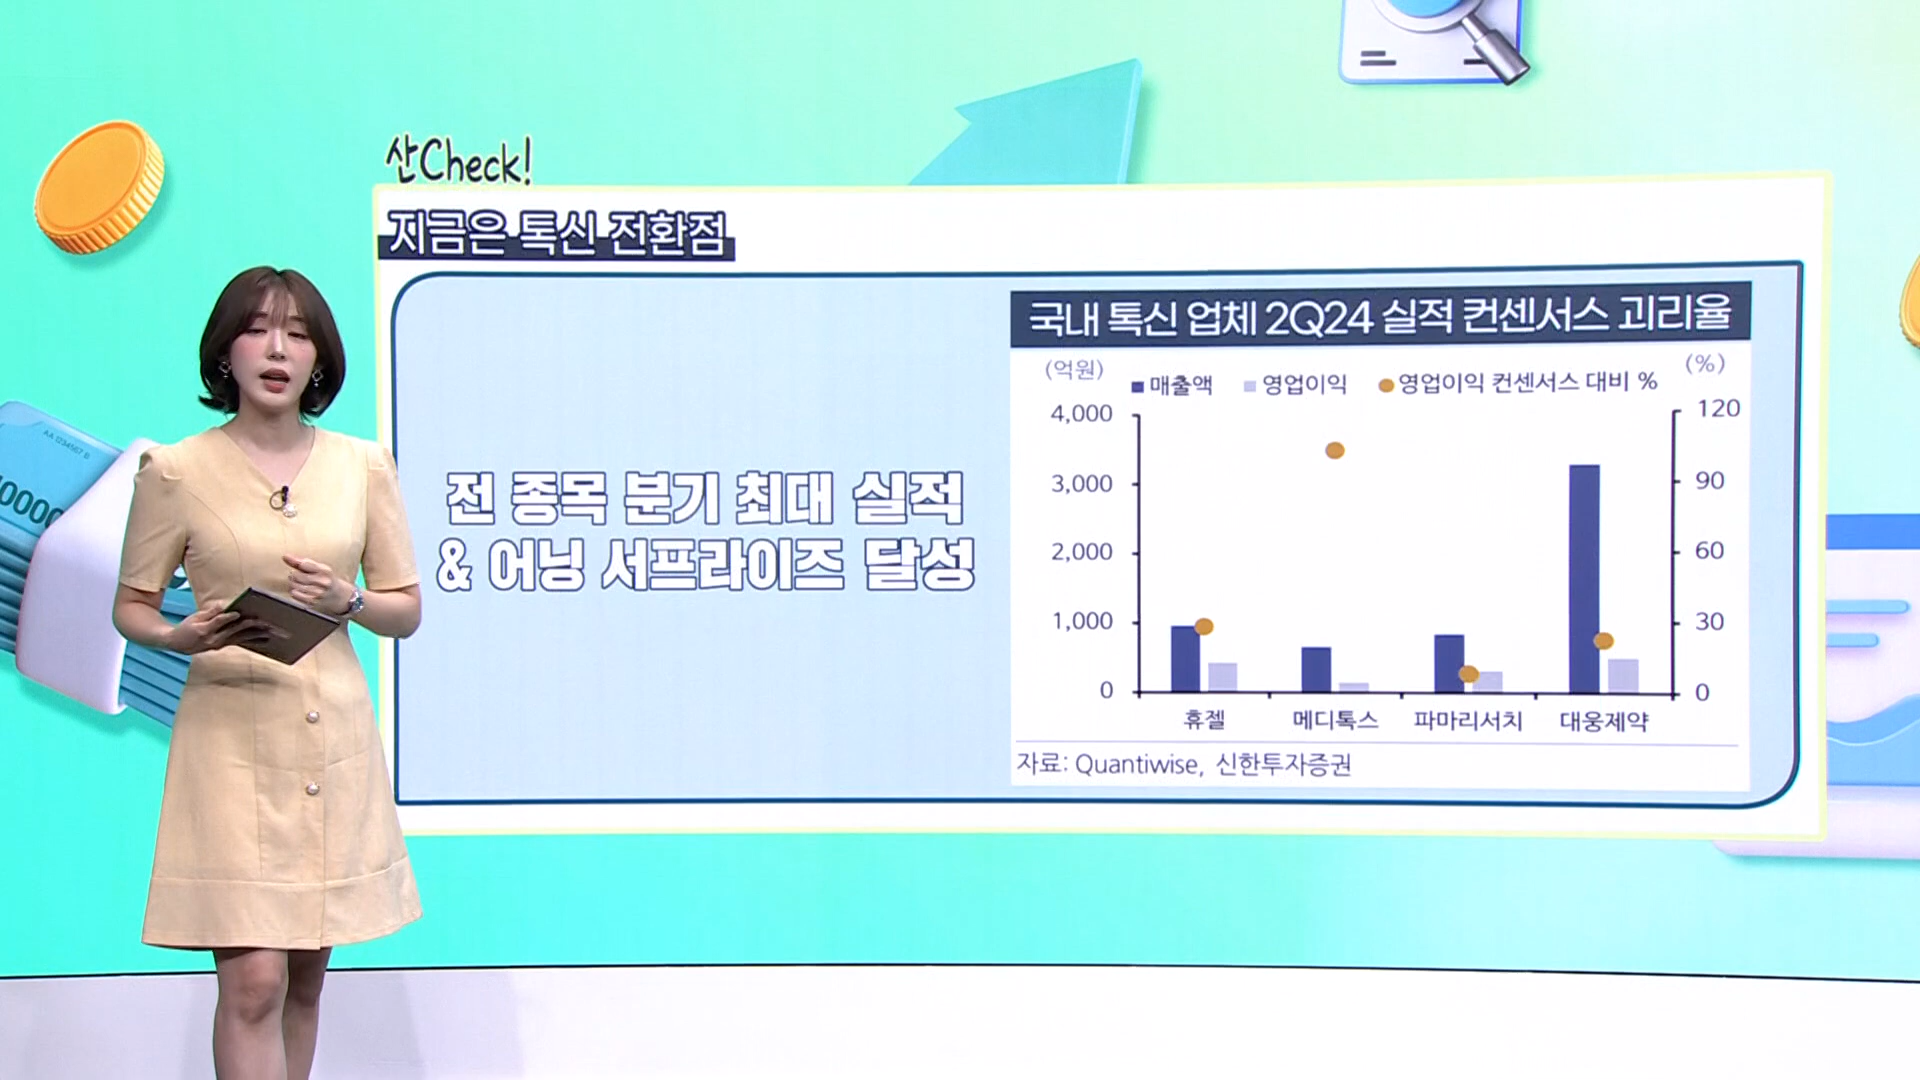 산Check!
지금은 톡신 전환점
전 종목 분기 최대 실적
& 어닝 서프라이즈 달성
국내 톡신 업체 2Q24 실적 컨센서스 괴리율
(억원) (%)
매출액 영업이익 영업이익 컨센서스 대비 %
4,000 120
3,000 90
2,000 60
1,000 30
0 0
휴젤 메디톡스 파마리서치 대웅제약
자료: Quantiwise, 신한투자증권
AA 1234567 B